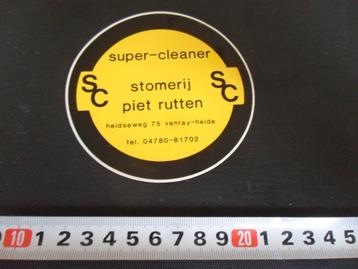 super-cleaner
SC SC
stomerij
piet rutten
heidseweg 75 venray-heide
tel. 04780-81702
10 1 2 3 4 5 6 7 8 9 20 1 2 3 4 5